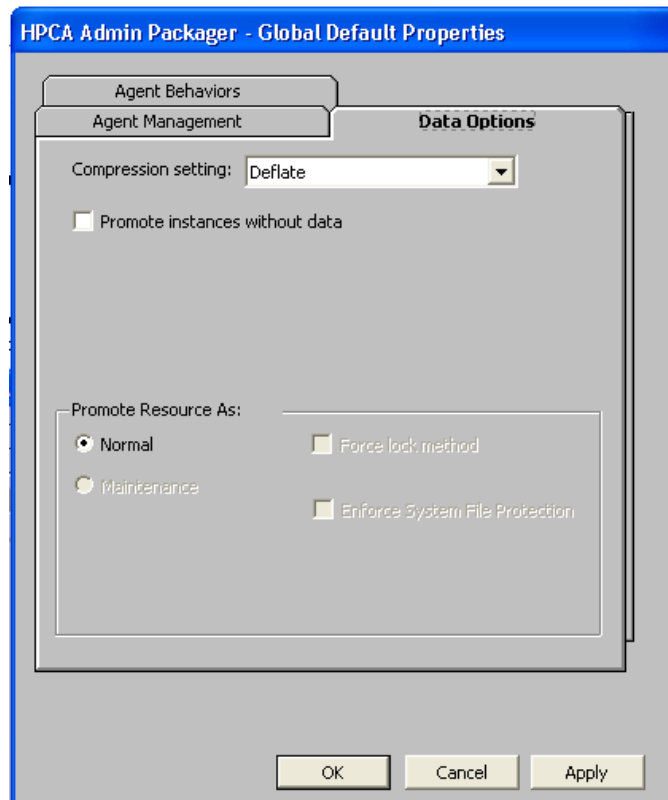 HPCA Admin Packager - Global Default Properties
Agent Behaviors
Agent Management
Data Options
Compression setting: Deflate
Promote instances without data
Promote Resource As:
Normal
Force lock method
Maintenance
Enforce System File Protection
OK
Cancel
Apply